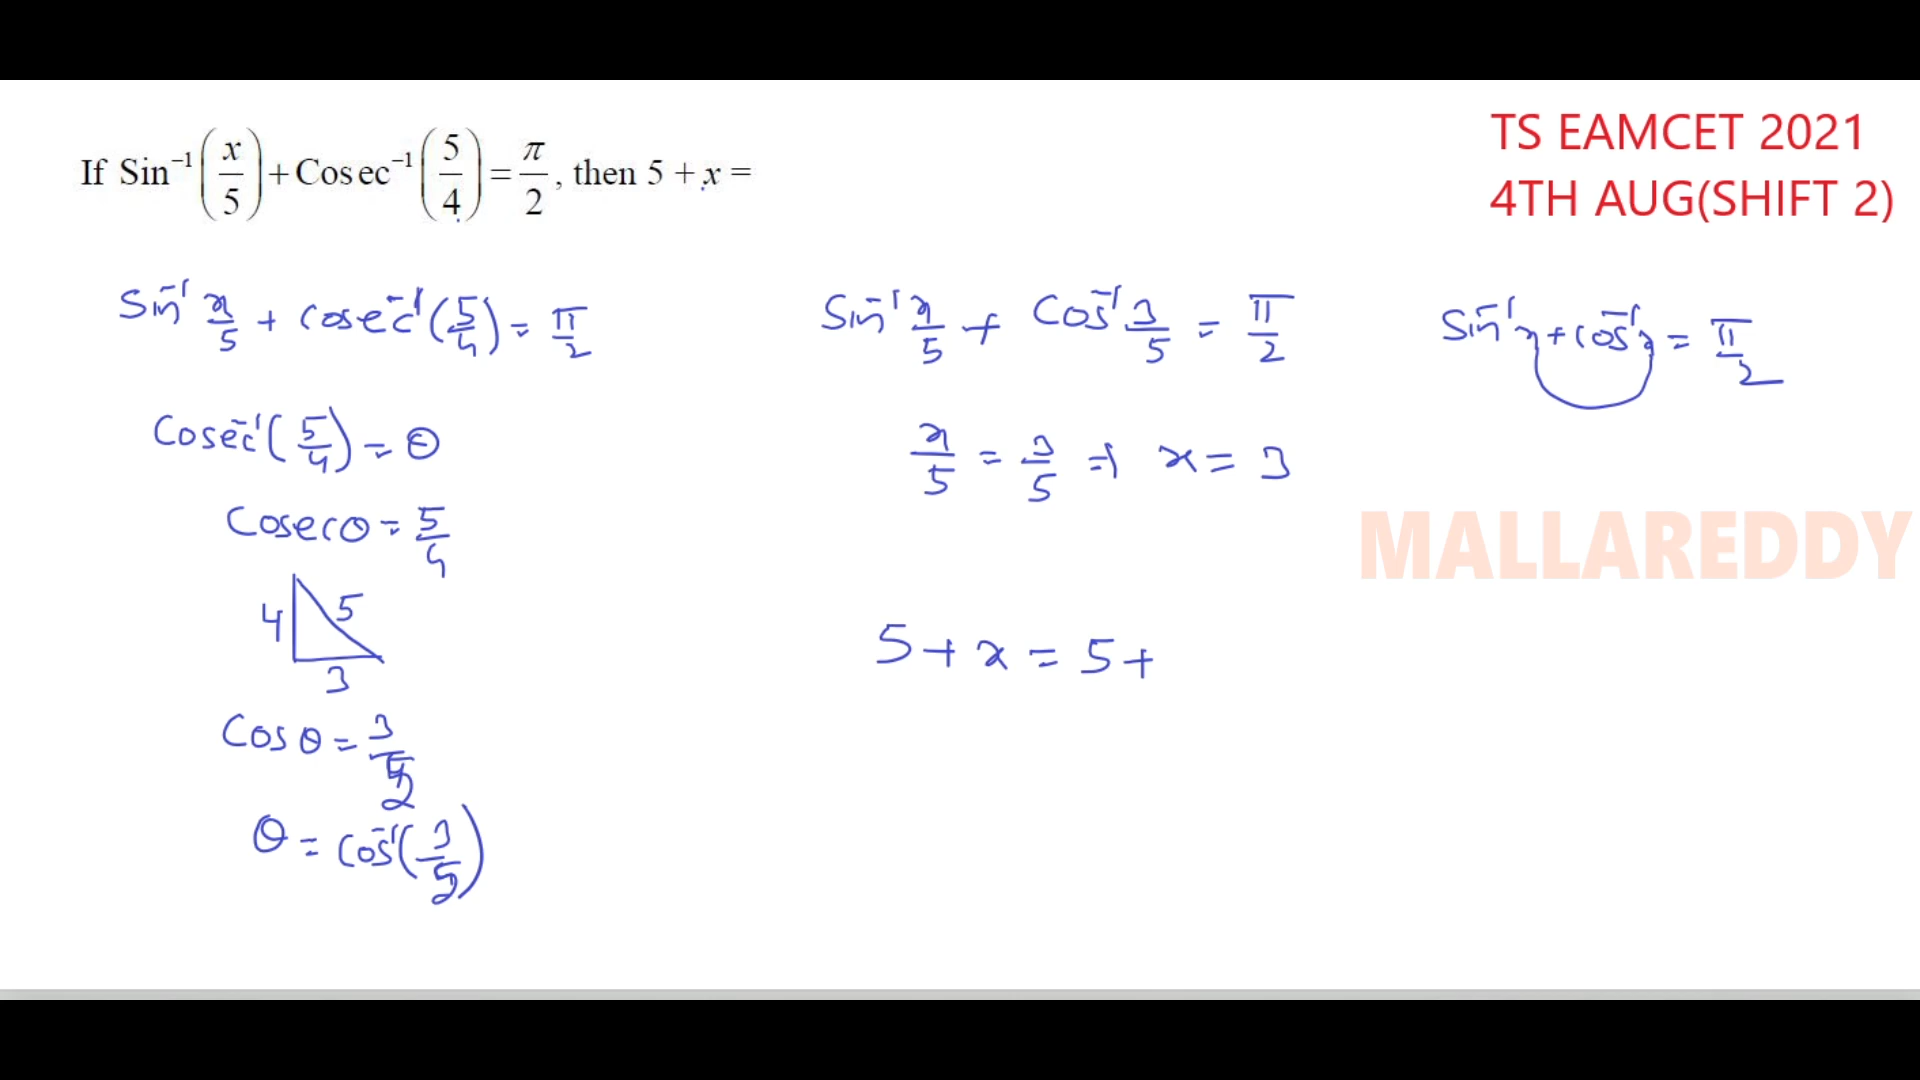 If Sin⁻¹(x/5) + Cosec⁻¹(5/4) = π/2, then 5 + x =
TS EAMCET 2021
4TH AUG(SHIFT 2)
Sin⁻¹ x/5 + Cosec⁻¹(5/4) = π/2
Cosec⁻¹(5/4) = θ
Cosecθ = 5/4
4 5
3
Cosθ = 3/5
θ = Cos⁻¹(3/5)
Sin⁻¹ x/5 + Cos⁻¹ 3/5 = π/2
x/5 = 3/5 ⇒ x = 3
5 + x = 5 +
Sin⁻¹x + Cos⁻¹x = π/2
MALLAREDDY